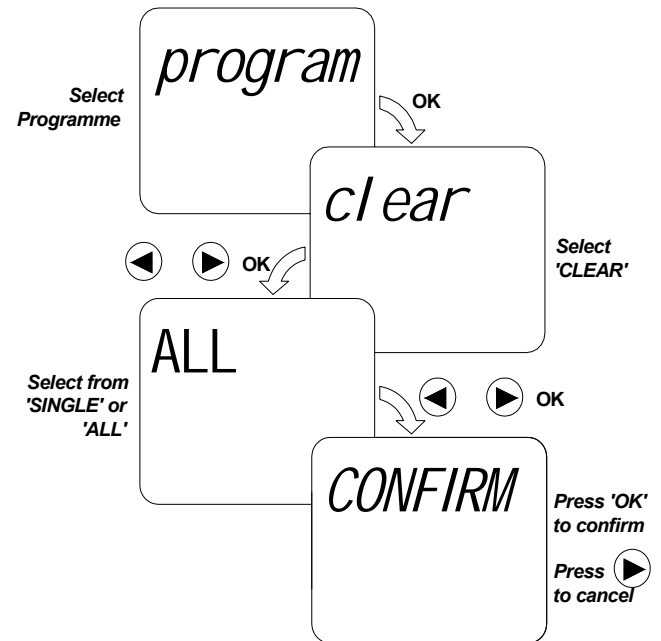 program
Select
Programme
OK
clear
Select
'CLEAR'
OK
ALL
Select from
'SINGLE' or
'ALL'
OK
CONFIRM
Press 'OK'
to confirm
Press
to cancel